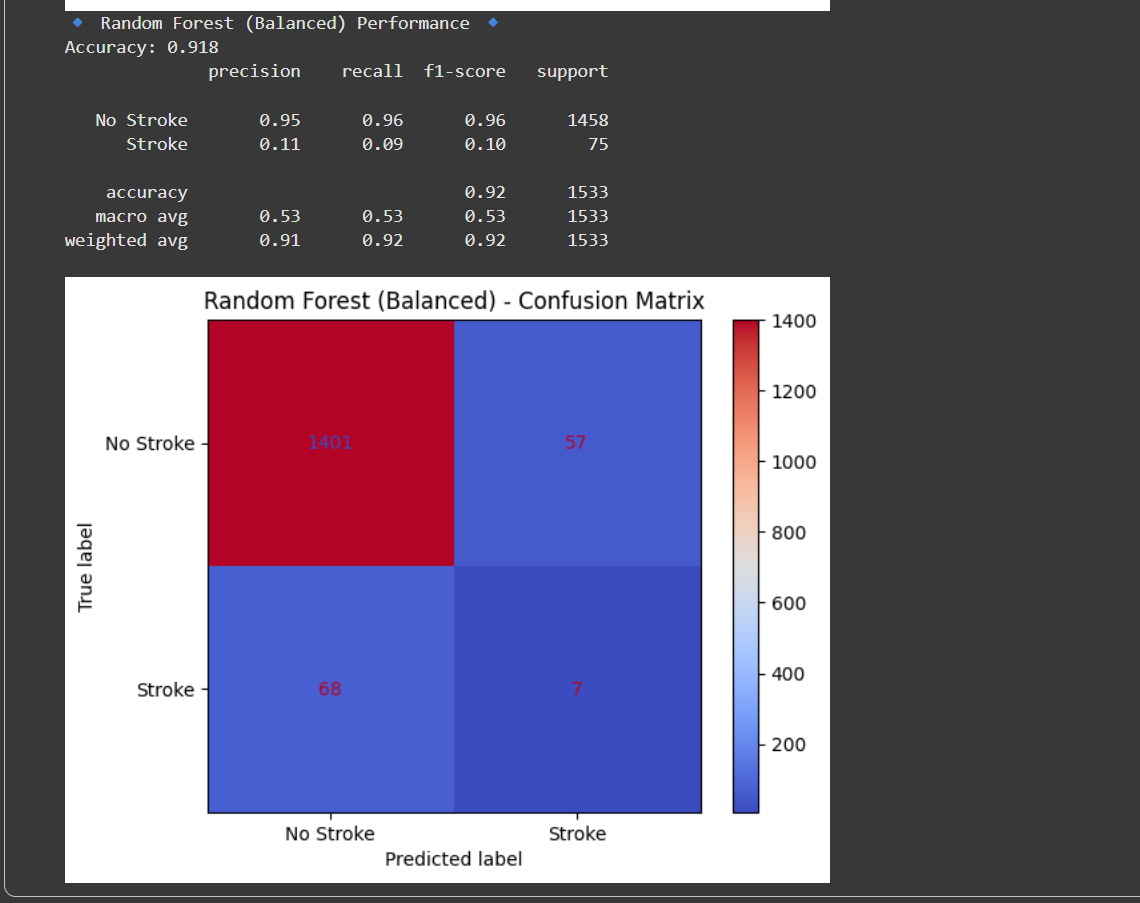 🔹 Random Forest (Balanced) Performance 🔹
Accuracy: 0.918
precision recall f1-score support
No Stroke 0.95 0.96 0.96 1458
Stroke 0.11 0.09 0.10 75
accuracy 0.92 1533
macro avg 0.53 0.53 0.53 1533
weighted avg 0.91 0.92 0.92 1533
Random Forest (Balanced) - Confusion Matrix
True label
No Stroke 1401 57
Stroke 68 7
No Stroke Stroke
Predicted label
1400
1200
1000
800
600
400
200